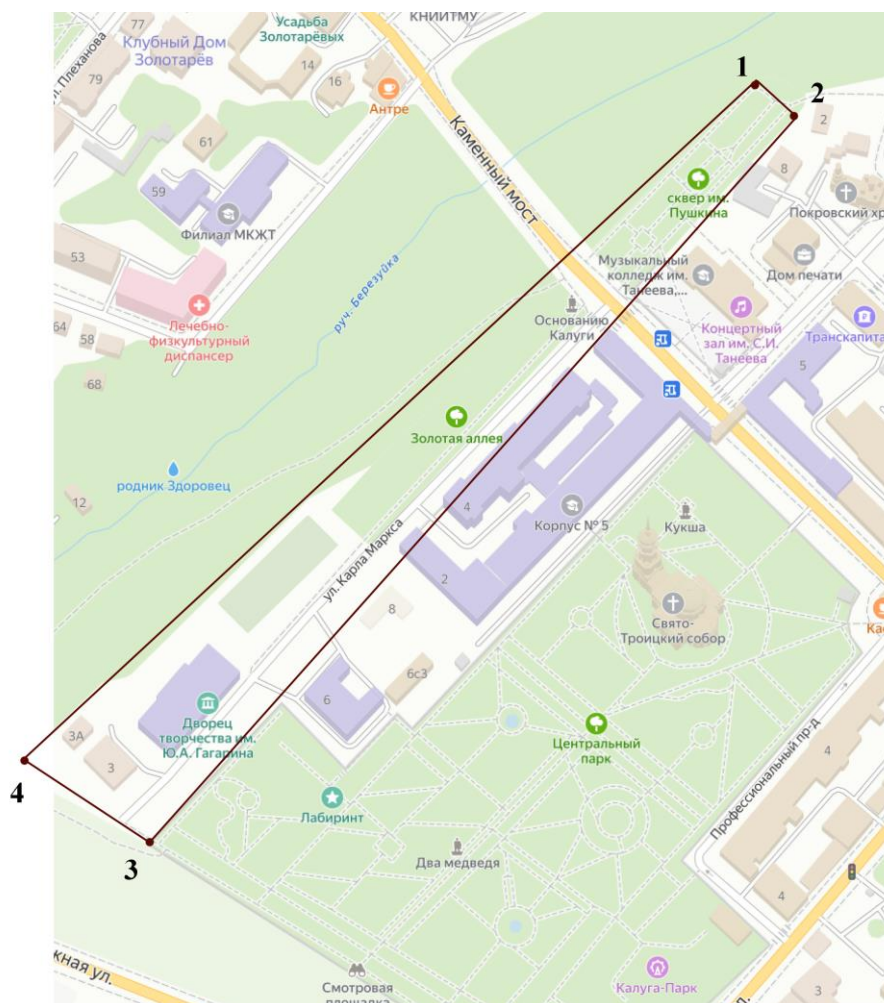 КНИИТМУ
77
Усадьба
Золотарёвых
Клубный Дом
Золотарёв
14
79
Плеханова
16
Антре
1
2
2
61
Каменный мост
8
59
сквер им.
Пушкина
Филиал МКЖТ
Покровский хр
53
Музыкальный
колледж им.
Танеева,...
Дом печати
руч. Березуйка
Лечебно-
физкультурный
диспансер
64
58
Основанию
Калуги
Концертный
зал им. С.И.
Танеева
Транскапита
5
68
Золотая аллея
родник Здоровец
12
4
Корпус № 5
Кукша
ул. Карла Маркса
2
8
Свято-
Троицкий собор
Ка
6с3
6
3А
Дворец
творчества им.
Ю.А. Гагарина
3
Центральный
парк
4
4
Профессиональный пр-д
Лабиринт
3
Два медведя
4
жная ул.
Смотровая
площадка
Калуга-Парк
3